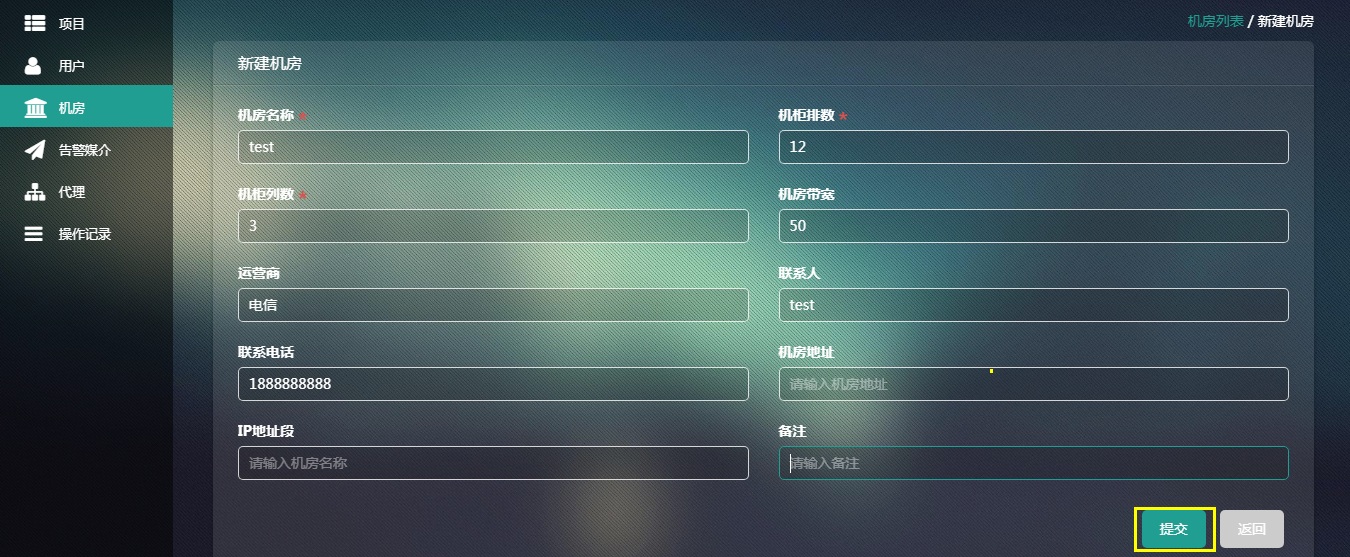 项目
用户
机房
告警媒介
代理
操作记录
机房列表 / 新建机房
新建机房
机房名称 *
test
机柜排数 *
12
机柜列数 *
3
机房带宽
50
运营商
电信
联系人
test
联系电话
1888888888
机房地址
请输入机房地址
IP地址段
请输入机房名称
备注
请输入备注
提交
返回